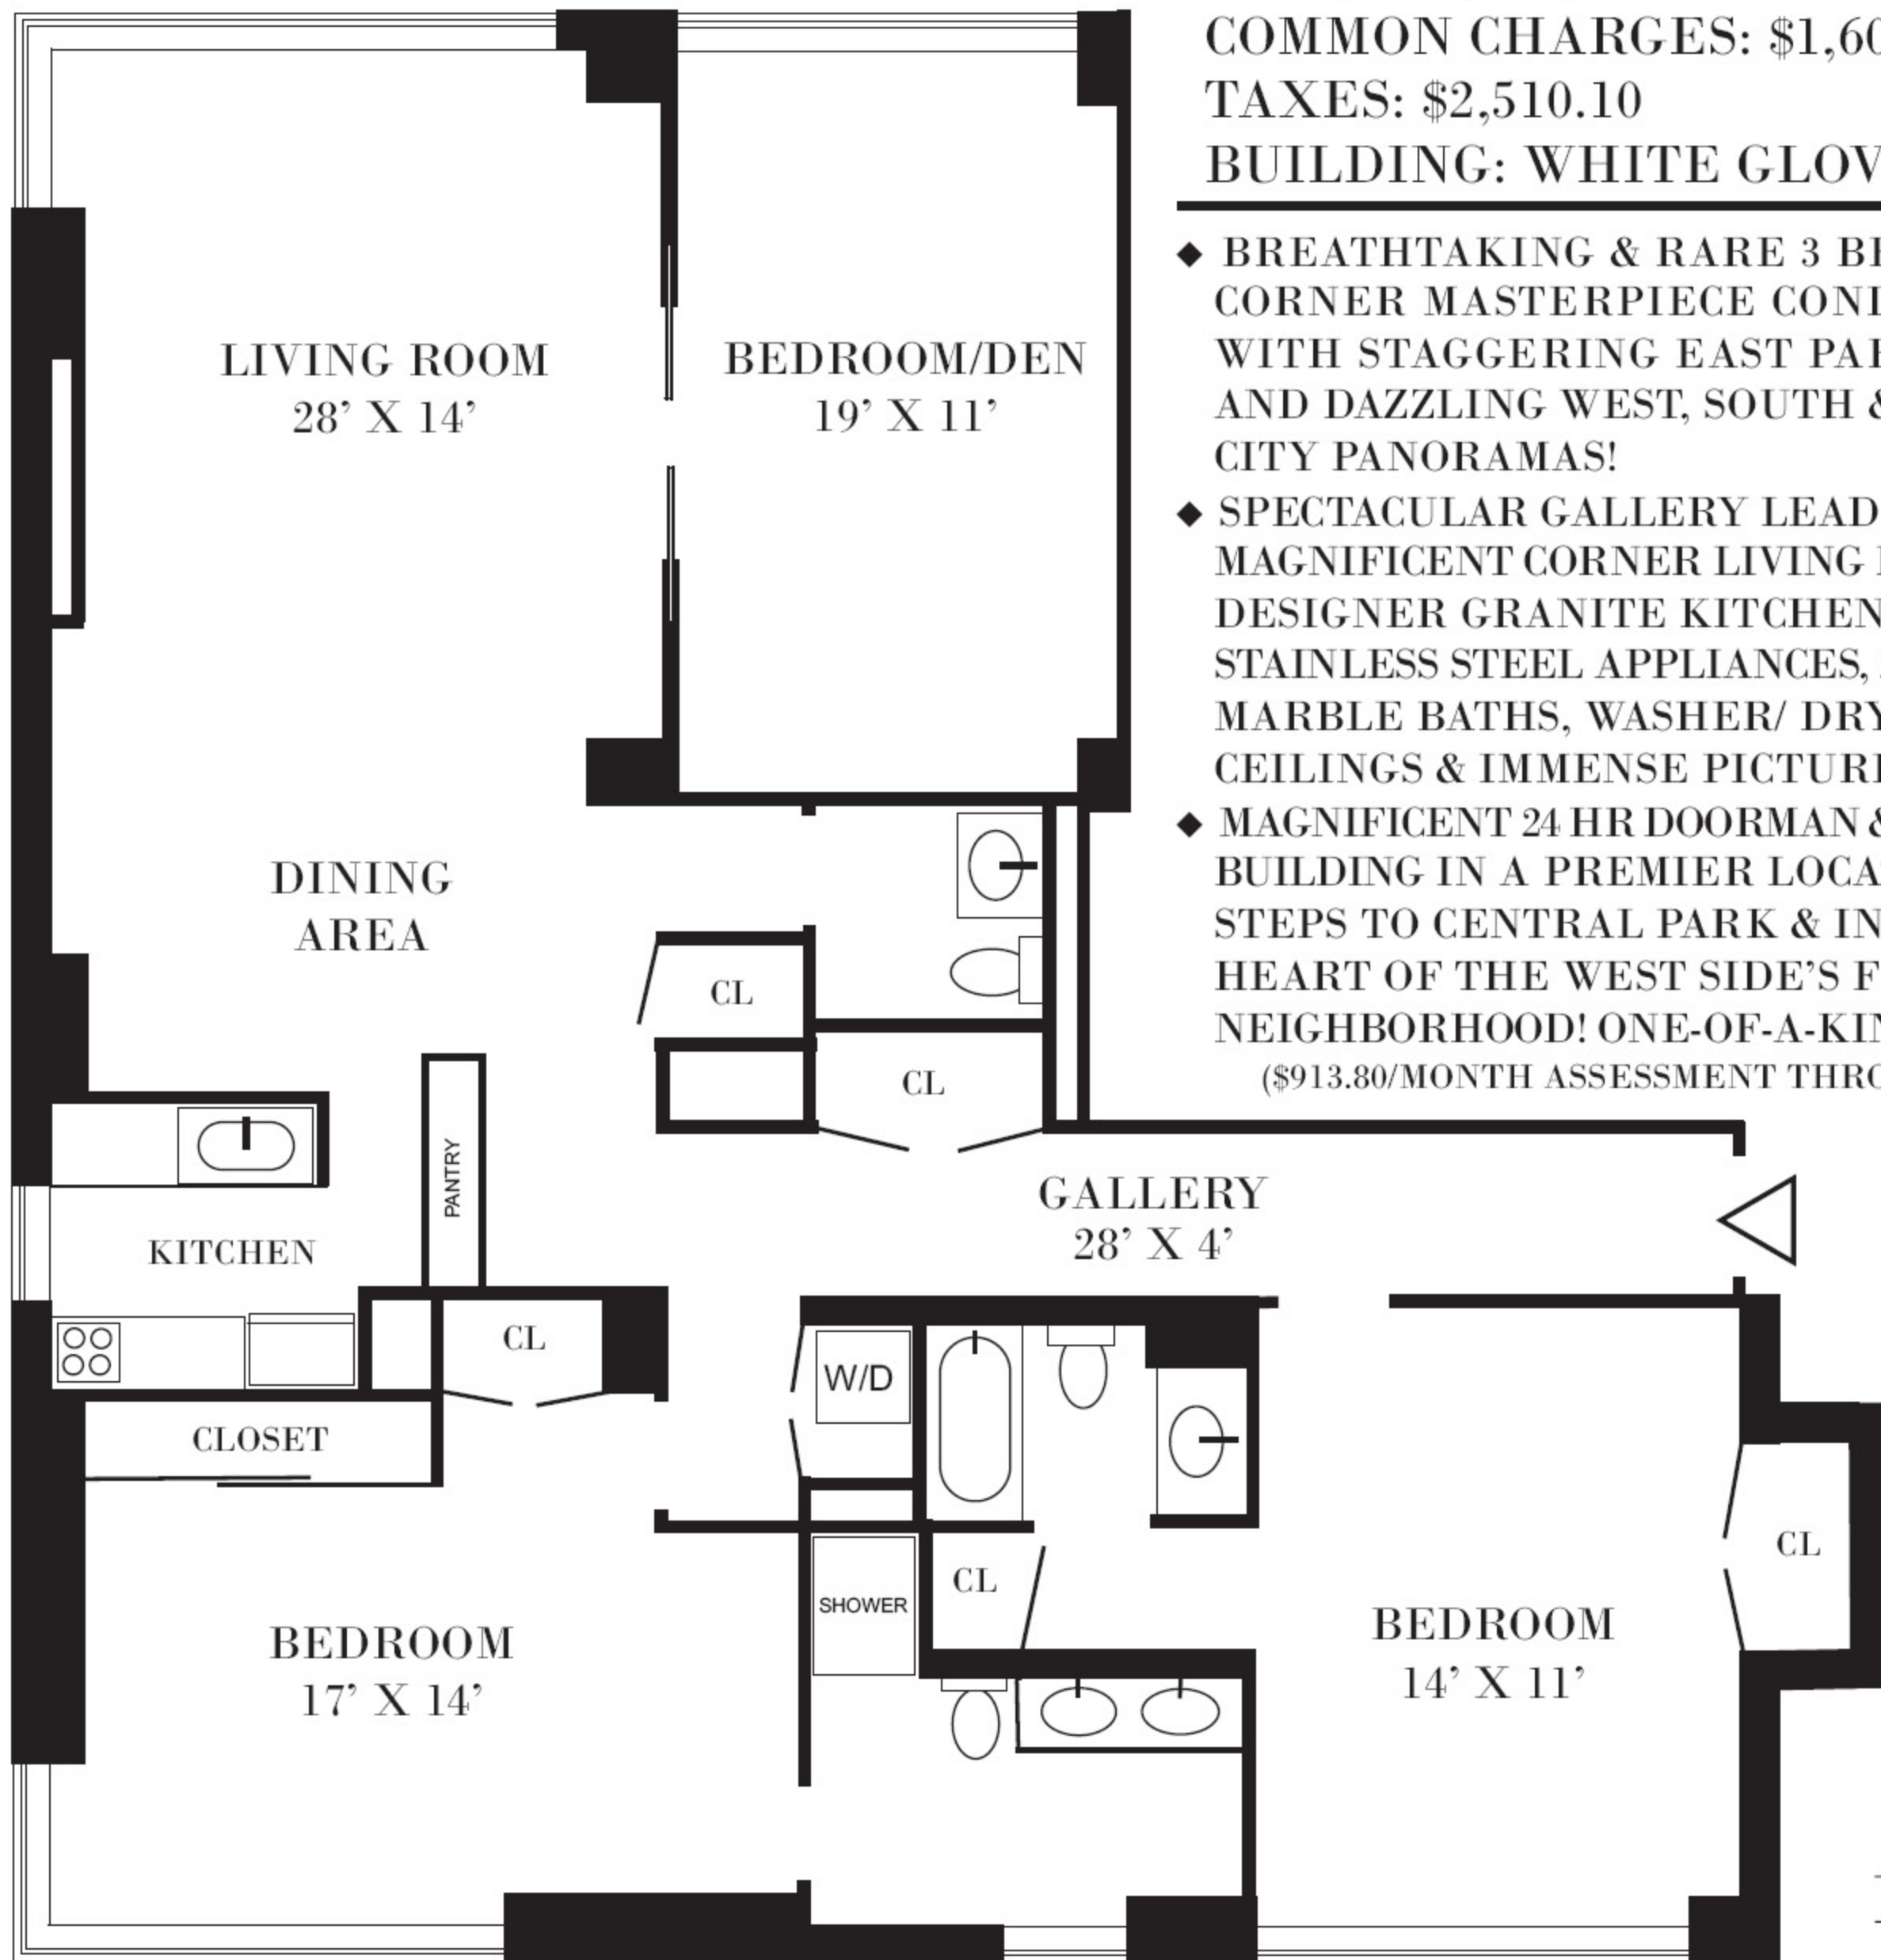 COMMON CHARGES: $1,60
TAXES: $2,510.10
BUILDING: WHITE GLOV
◆ BREATHTAKING & RARE 3 BE
CORNER MASTERPIECE COND
WITH STAGGERING EAST PAR
AND DAZZLING WEST, SOUTH &
CITY PANORAMAS!
◆ SPECTACULAR GALLERY LEAD
MAGNIFICENT CORNER LIVING
DESIGNER GRANITE KITCHEN
STAINLESS STEEL APPLIANCES,
MARBLE BATHS, WASHER/ DRY
CEILINGS & IMMENSE PICTURE
◆ MAGNIFICENT 24 HR DOORMAN &
BUILDING IN A PREMIER LOCA
STEPS TO CENTRAL PARK & IN
HEART OF THE WEST SIDE’S F
NEIGHBORHOOD! ONE-OF-A-KIN
($913.80/MONTH ASSESSMENT THRO
LIVING ROOM
28’ X 14’
BEDROOM/DEN
19’ X 11’
DINING
AREA
CL
CL
PANTRY
KITCHEN
GALLERY
28’ X 4’
CL
W/D
CLOSET
SHOWER
CL
CL
BEDROOM
17’ X 14’
BEDROOM
14’ X 11’